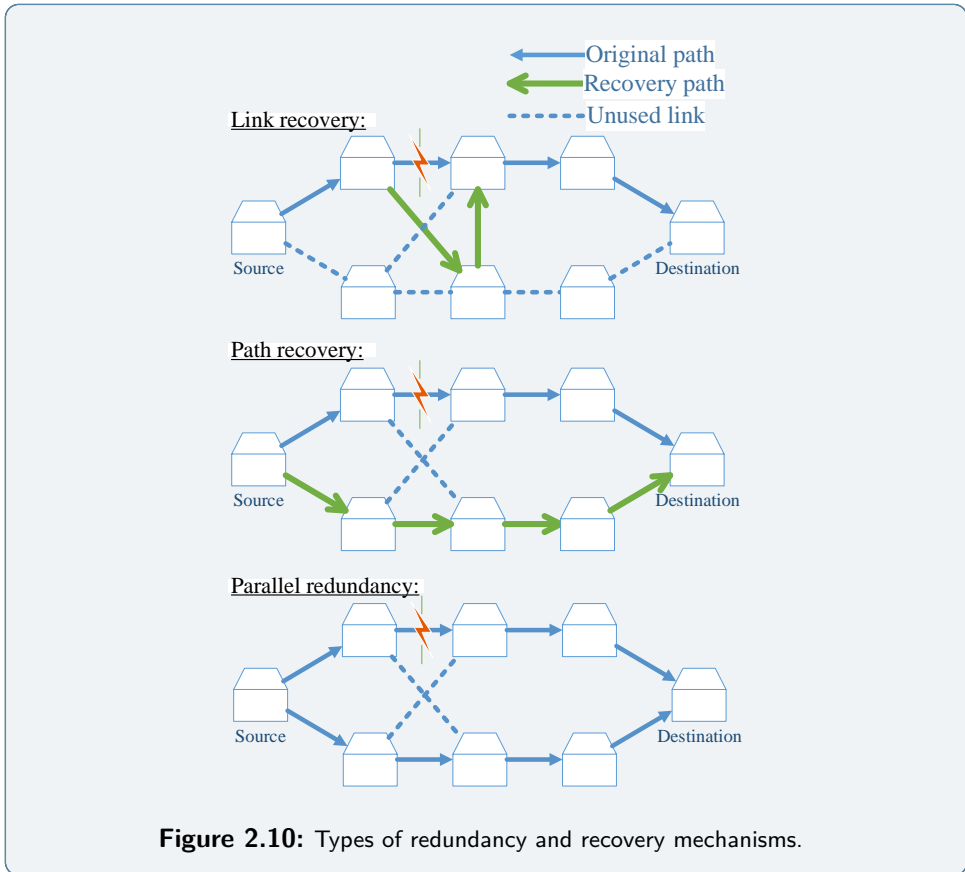 Original path
Recovery path
Unused link
Link recovery:
Source
Destination
Path recovery:
Source
Destination
Parallel redundancy:
Source
Destination
Figure 2.10: Types of redundancy and recovery mechanisms.